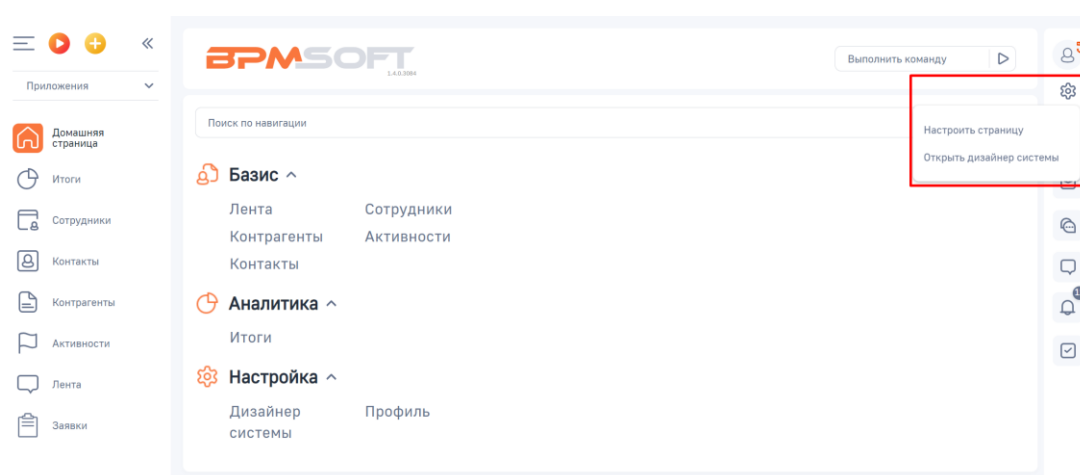 BPMSOFT
1.4.0.3984
Выполнить команду
Приложения
Домашняя
страница
Итоги
Сотрудники
Контакты
Контрагенты
Активности
Лента
Заявки
Поиск по навигации
Настроить страницу
Открыть дизайнер системы
Базис
Лента
Сотрудники
Контрагенты
Активности
Контакты
Аналитика
Итоги
Настройка
Дизайнер
системы
Профиль